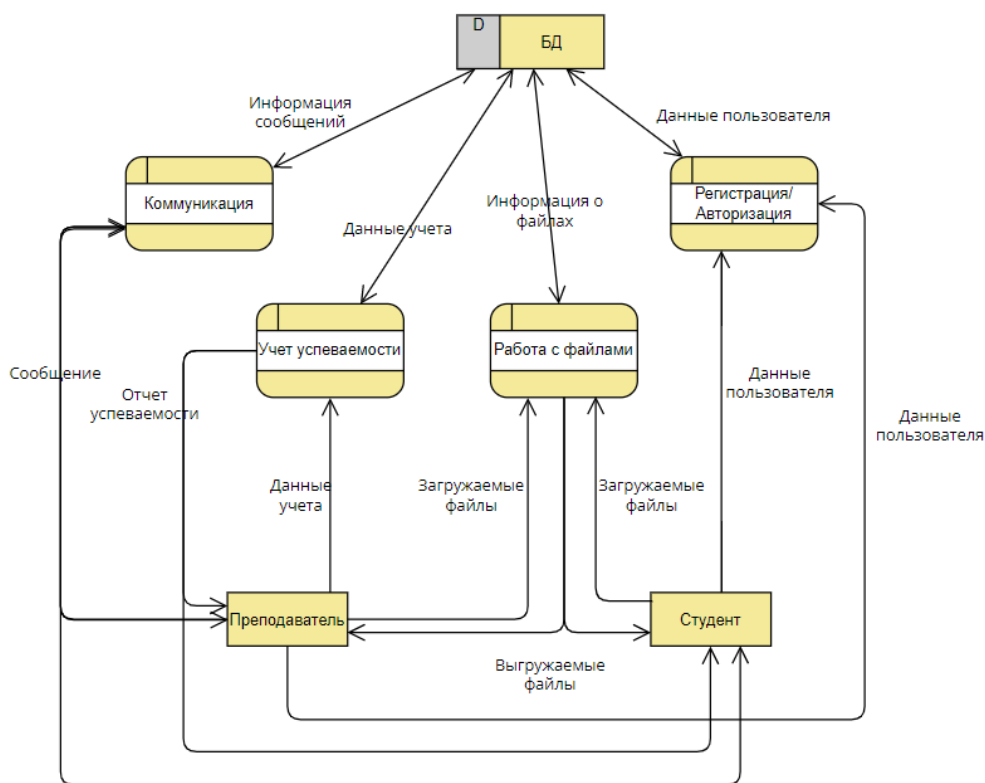 D
БД
Информация
сообщений
Данные пользователя
Коммуникация
Регистрация/
Авторизация
Информация о
файлах
Данные учета
Учет успеваемости
Работа с файлами
Сообщение
Отчет
успеваемости
Данные
пользователя
Данные
пользователя
Данные
учета
Загружаемые
файлы
Загружаемые
файлы
Преподаватель
Студент
Выгружаемые
файлы